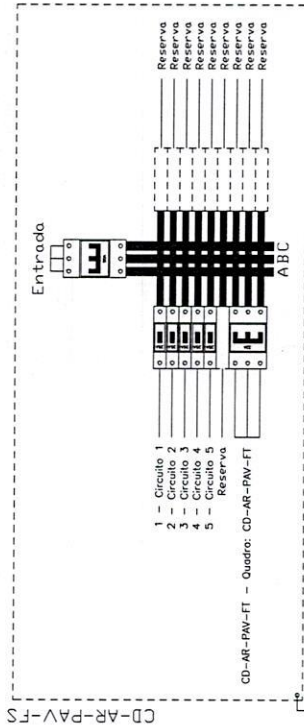 CD-AR-PAV-FS
Entrada
1 - Circuito 1
2 - Circuito 2
3 - Circuito 3
4 - Circuito 4
5 - Circuito 5
Reserva
CD-AR-PAV-FT - Quadro: CD-AR-PAV-FT
Reserva
Reserva
Reserva
Reserva
Reserva
Reserva
Reserva
Reserva
Reserva
ABC